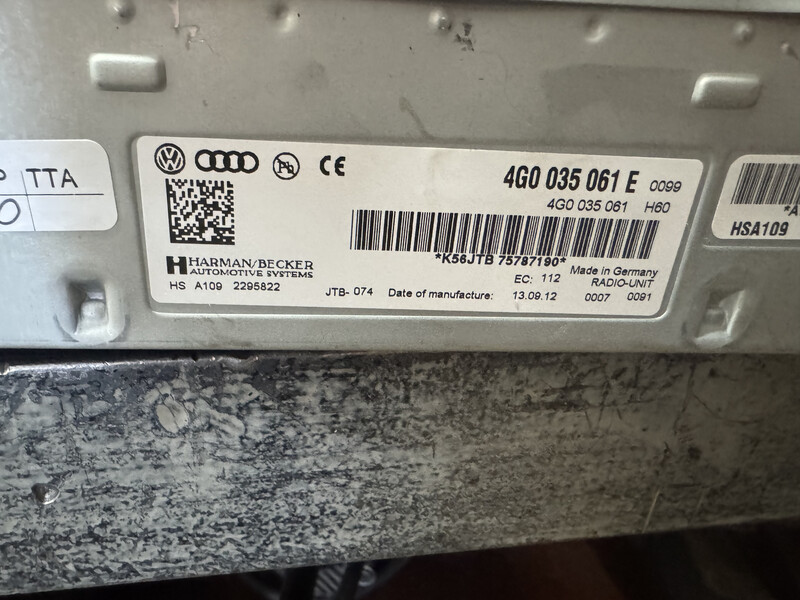 TTA
4G0 035 061 E 0099
4G0 035 061 H60
*K56JTB 75787190*
HARMAN/BECKER
AUTOMOTIVE SYSTEMS
HS A109 2295822
JTB- 074 Date of manufacture: 13.09.12
EC: 112 Made in Germany
RADIO-UNIT
0007 0091
HSA109